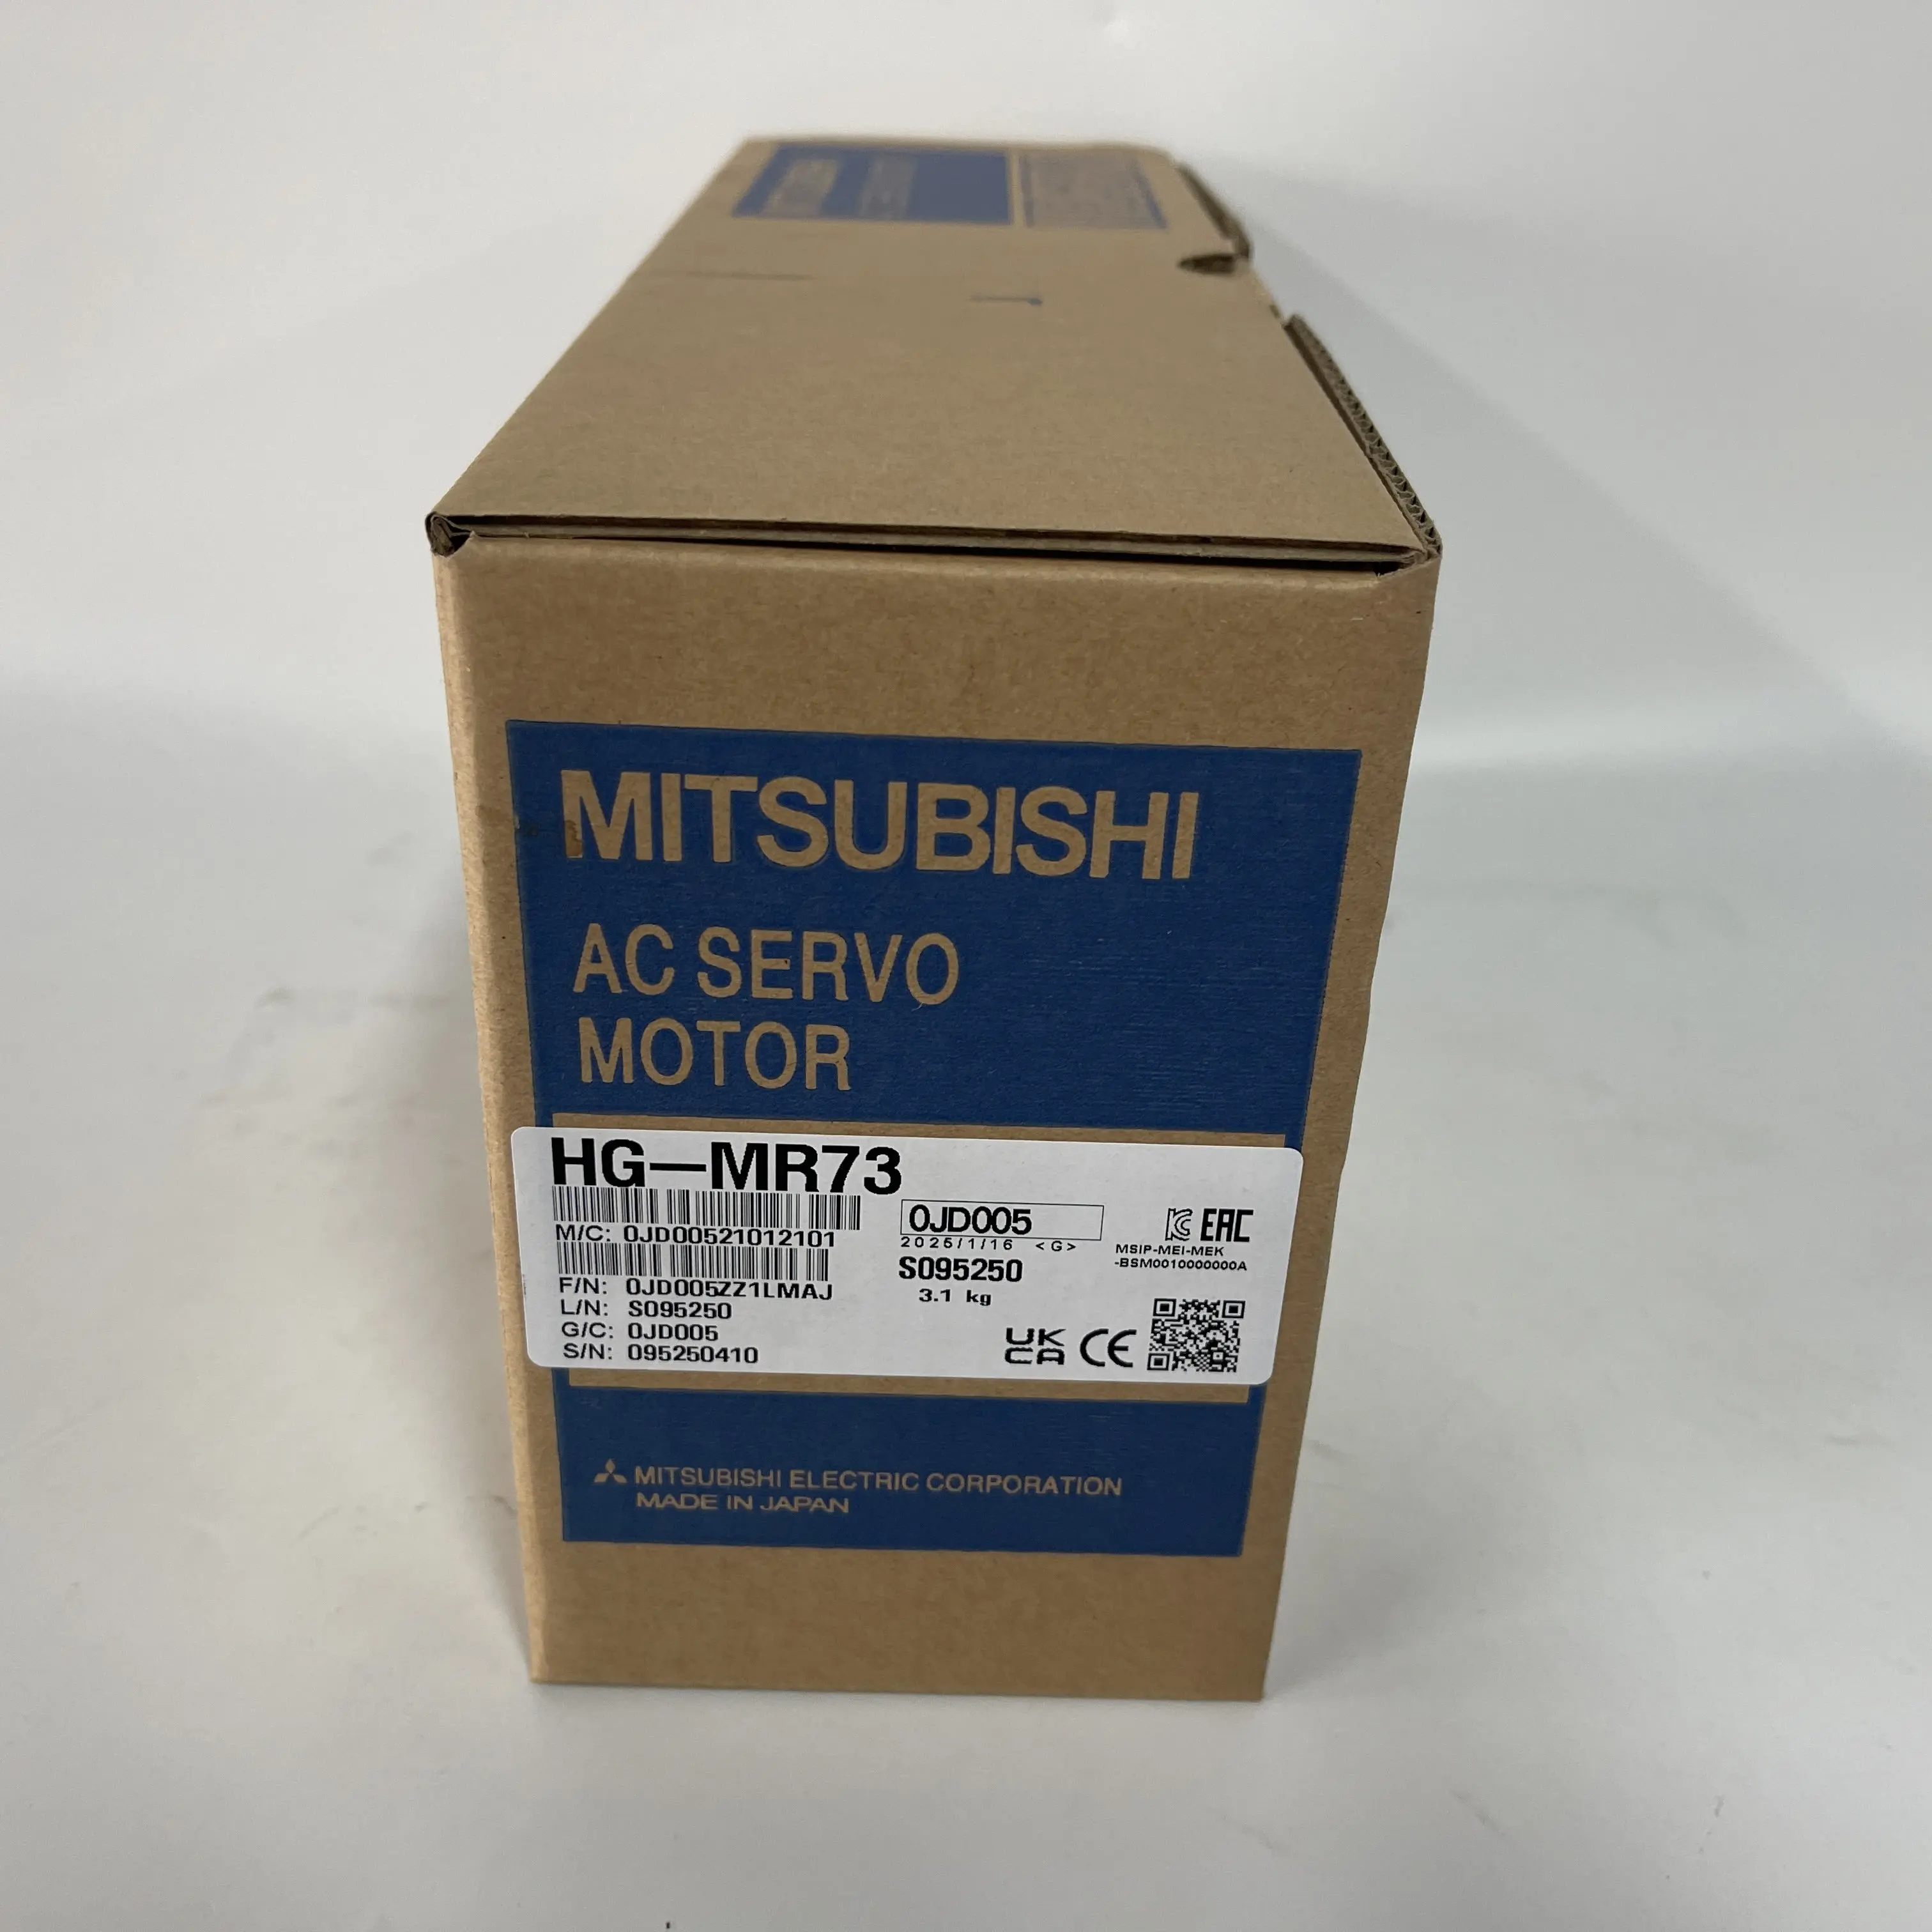 MITSUBISHI
AC SERVO
MOTOR
HG-MR73
M/C: 0JD00521012101
F/N: 0JD005ZZ1LMAJ
L/N: S095250
G/C: 0JD005
S/N: 095250410
0JD005
2025/1/16 <G>
S095250
3.1 kg
EAC
MSIP-MEI-MEK
-BSM0010000000A
UK
CA
CE
MITSUBISHI ELECTRIC CORPORATION
MADE IN JAPAN